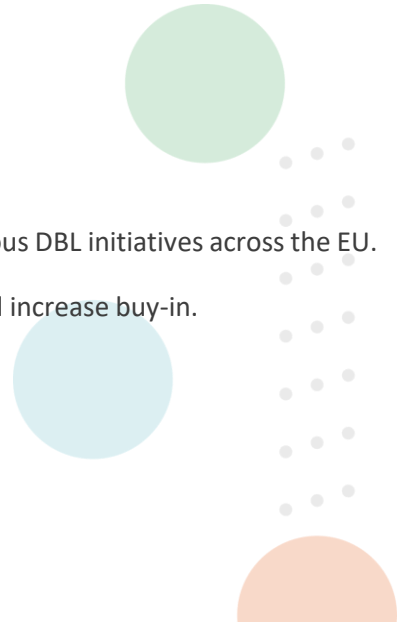 ous DBL initiatives across the EU.
increase buy-in.